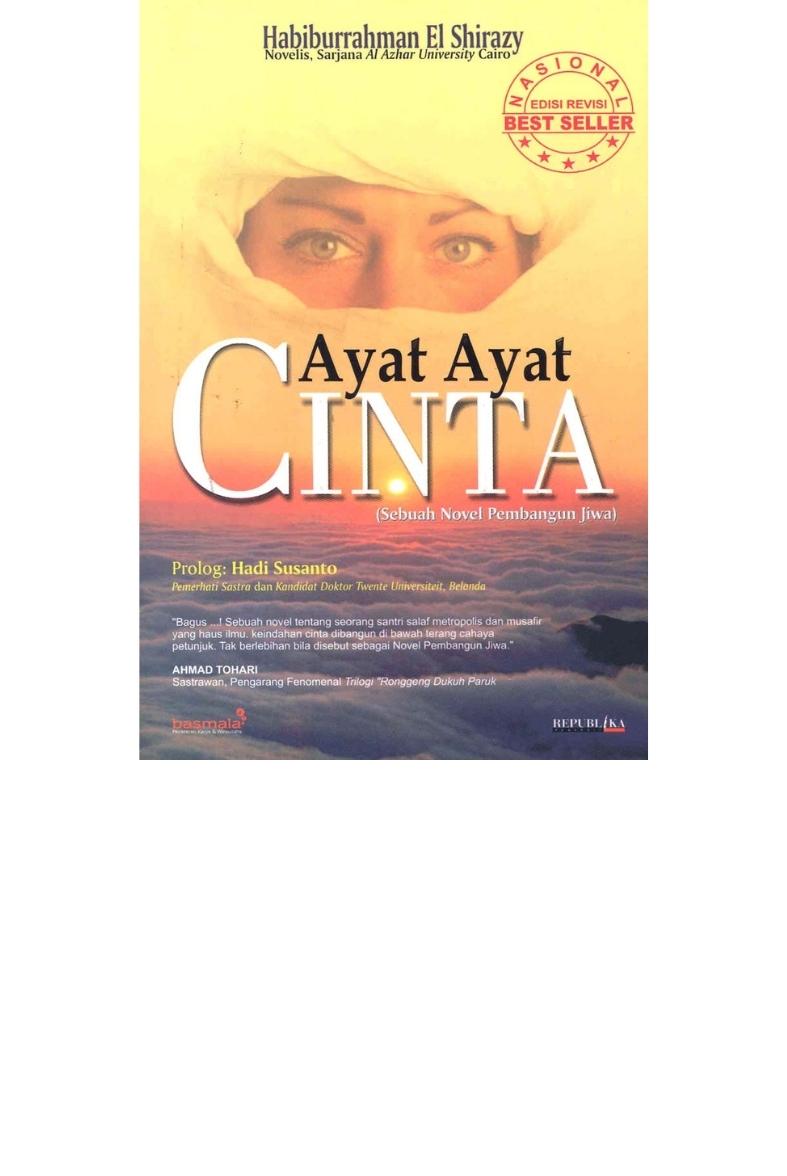 Habiburrahman El Shirazy
Novelis, Sarjana Al Azhar University Cairo
NASIONAL
EDISI REVISI
BEST SELLER
Ayat Ayat
CINTA
(Sebuah Novel Pembangun Jiwa)
Prolog: Hadi Susanto
Pemerhati Sastra dan Kandidat Doktor Twente Universiteit, Belanda
"Bagus ...! Sebuah novel tentang seorang santri salaf metropolis dan musafir
yang haus ilmu. keindahan cinta dibangun di bawah terang cahaya
petunjuk. Tak berlebihan bila disebut sebagai Novel Pembangun Jiwa."
AHMAD TOHARI
Sastrawan, Pengarang Fenomenal Trilogi "Ronggeng Dukuh Paruk
basmala
REPUBLIKA